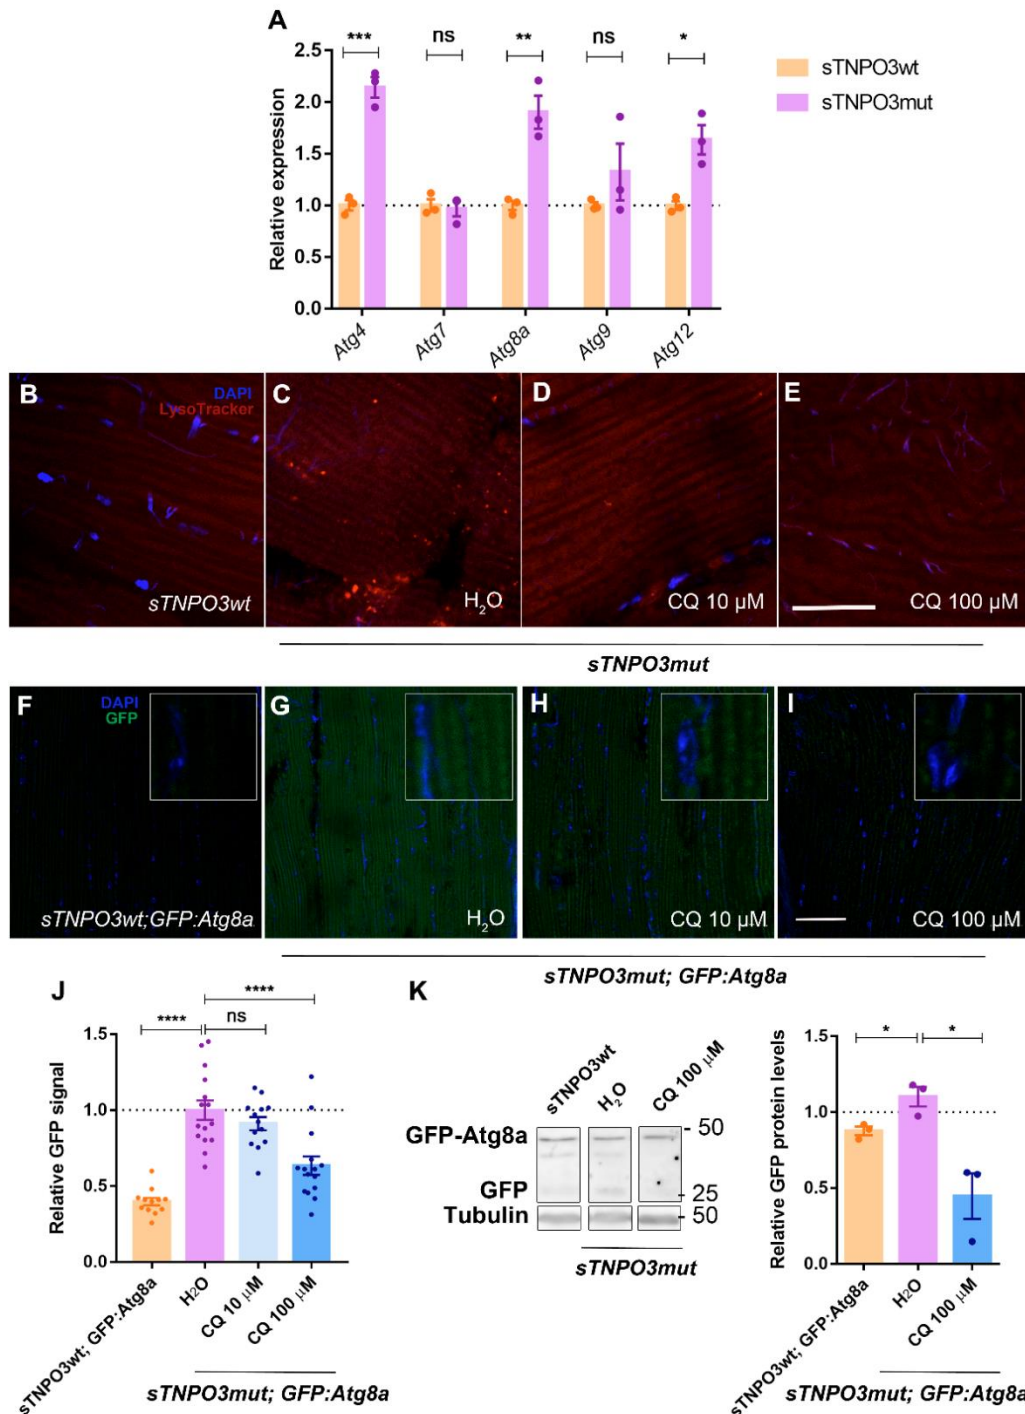 A
Relative expression
2.5
2.0
1.5
1.0
0.5
0.0
***
ns
**
ns
*
Atg4
Atg7
Atg8a
Atg9
Atg12
sTNPO3wt
sTNPO3mut
B
DAPI
LysoTracker
sTNPO3wt
C
H2O
D
CQ 10 μM
E
CQ 100 μM
sTNPO3mut
F
DAPI
GFP
sTNPO3wt;GFP:Atg8a
G
H2O
H
CQ 10 μM
I
CQ 100 μM
sTNPO3mut; GFP:Atg8a
J
Relative GFP signal
1.5
1.0
0.5
0.0
****
ns
****
sTNPO3wt; GFP:Atg8a
H2O
CQ 10 μM
CQ 100 μM
sTNPO3mut; GFP:Atg8a
K
sTNPO3wt
H2O
CQ 100 μM
GFP-Atg8a
GFP
Tubulin
- 50
- 25
- 50
sTNPO3mut
Relative GFP protein levels
1.5
1.0
0.5
0.0
*
*
sTNPO3wt; GFP:Atg8a
H2O
CQ 100 μM
sTNPO3mut; GFP:Atg8a